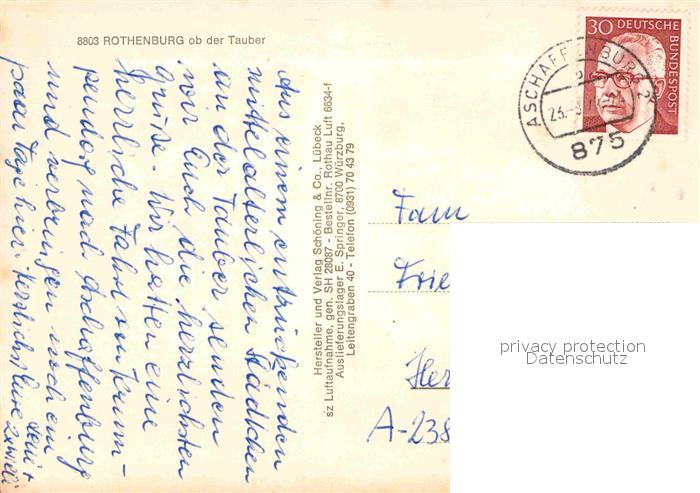 8803 ROTHENBURG ob der Tauber
Aus einem entzückenden
mittelalterlichen Städtchen
an der Tauber senden
wir Euch die herzlichsten
Grüße. Wir hatten eine
herrliche Fahrt von Krum-
pendorf nach Aschaffenburg
und verbringen noch ein
paar Tage hier. Herzlichst Eure
Hersteller und Verlag Schöning & Co., Lübeck
sz Luftaufnahme, gen. SH 28087 - Bestellnr. Rothau Luft 6634-f
Auslieferungslager E. Springer, 8700 Würzburg,
Leitengraben 40 - Telefon (0931) 70 43 79
30 DEUTSCHE
BUNDESPOST
ASCHAFFENBURG 2
875
Fam
Frie
Her
A-238
privacy protection
Datenschutz